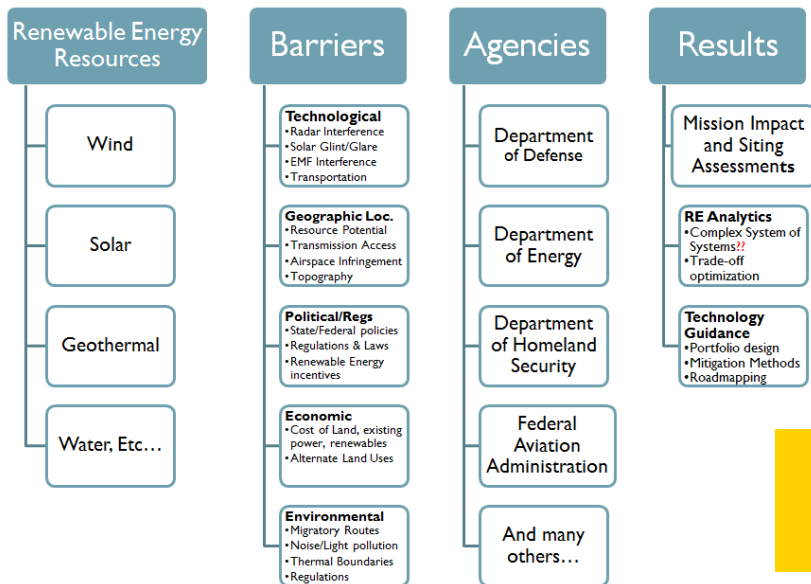 Renewable Energy
Resources
Wind
Solar
Geothermal
Water, Etc...
Barriers
Technological
•Radar Interference
•Solar Glint/Glare
•EMF Interference
•Transportation
Geographic Loc.
•Resource Potential
•Transmission Access
•Airspace Infringement
•Topography
Political/Regs
•State/Federal policies
•Regulations & Laws
•Renewable Energy
incentives
Economic
•Cost of Land, existing
power, renewables
•Alternate Land Uses
Environmental
•Migratory Routes
•Noise/Light pollution
•Thermal Boundaries
•Regulations
Agencies
Department
of Defense
Department
of Energy
Department
of Homeland
Security
Federal
Aviation
Administration
And many
others...
Results
Mission Impact
and Siting
Assessments
RE Analytics
•Complex System of
Systems??
•Trade-off
optimization
Technology
Guidance
•Portfolio design
•Mitigation Methods
•Roadmapping